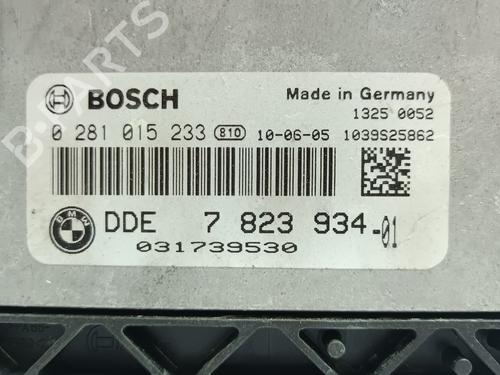 B-PARTS
BOSCH
Made in Germany
1325 0052
0 281 015 233 810 10-06-05 1039S25862
BMW
DDE 7 823 934-01
031739530